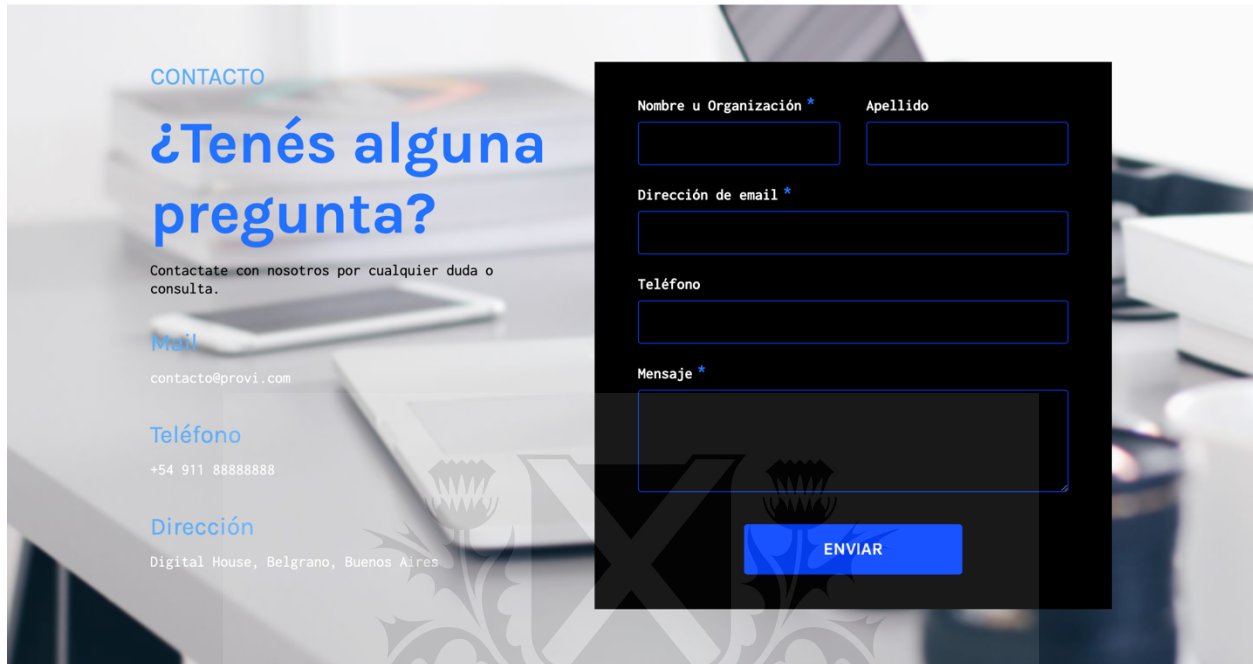 CONTACTO
¿Tenés alguna
pregunta?
Contactate con nosotros por cualquier duda o
consulta.
Mail
contacto@provi.com
Teléfono
+54 911 88888888
Dirección
Digital House, Belgrano, Buenos Aires
Nombre u Organización *
Apellido
Dirección de email *
Teléfono
Mensaje *
ENVIAR